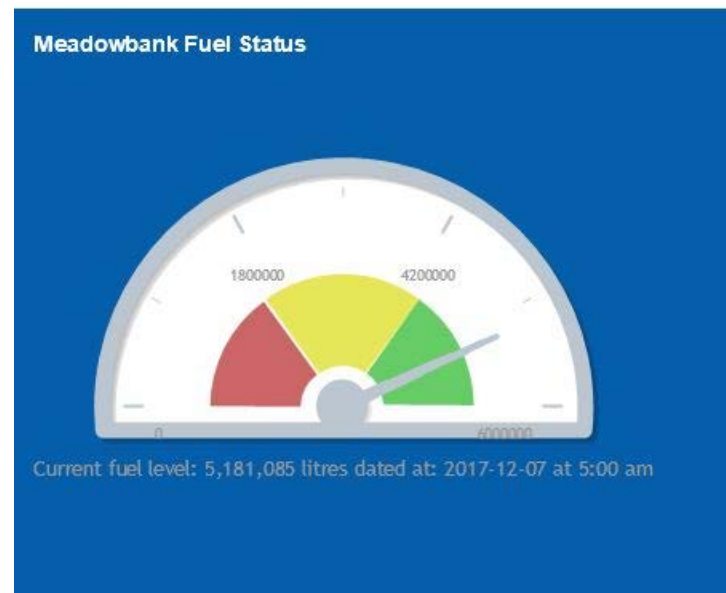 Meadowbank Fuel Status
1800000 4200000
0 6000000
Current fuel level: 5,181,085 litres dated at: 2017-12-07 at 5:00 am